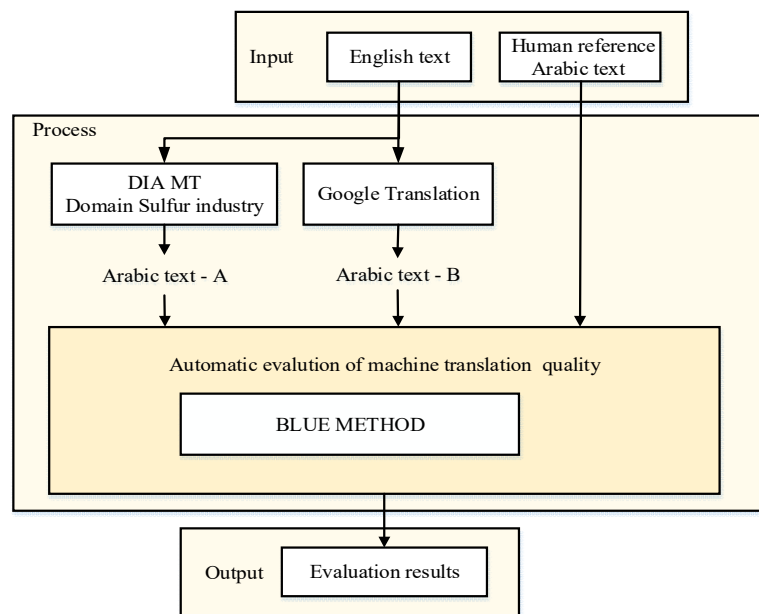 Input
English text
Human reference
Arabic text
Process
DIA MT
Domain Sulfur industry
Google Translation
Arabic text - A
Arabic text - B
Automatic evalution of machine translation quality
BLUE METHOD
Output
Evaluation results